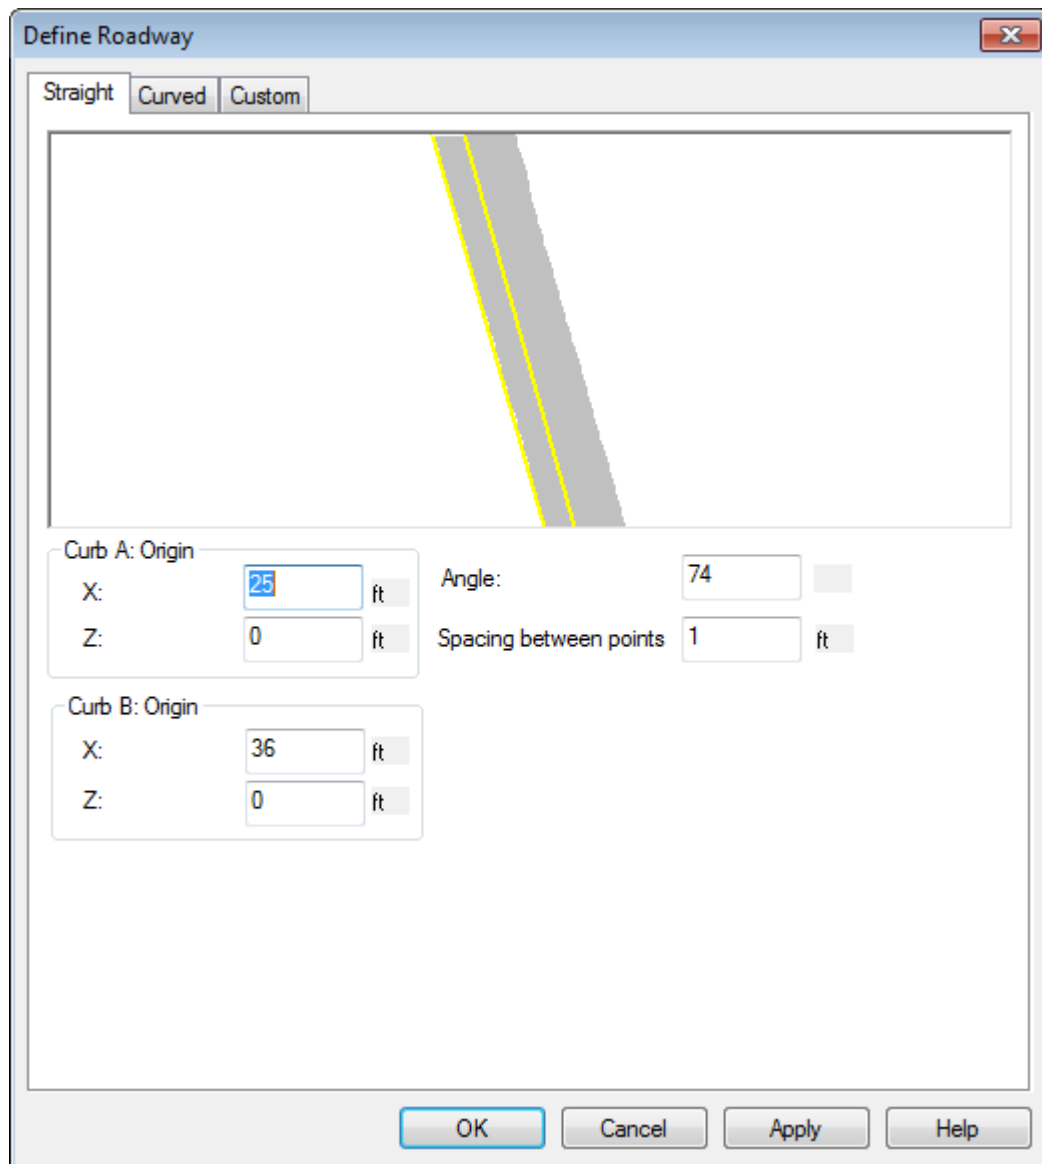 Define Roadway
Straight Curved Custom
Curb A: Origin
X: 25 ft
Z: 0 ft
Angle: 74
Spacing between points 1 ft
Curb B: Origin
X: 36 ft
Z: 0 ft
OK Cancel Apply Help